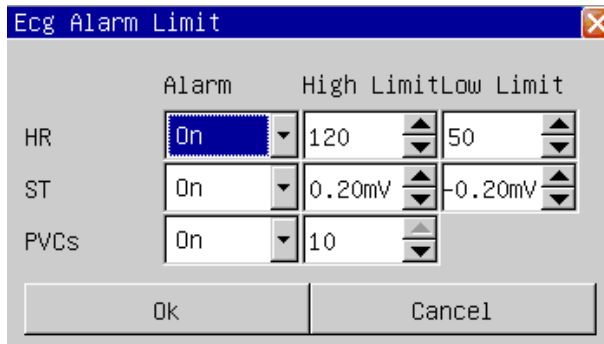 Ecg Alarm Limit
Alarm High Limit Low Limit
HR On 120 50
ST On 0.20mV -0.20mV
PVCs On 10
Ok Cancel